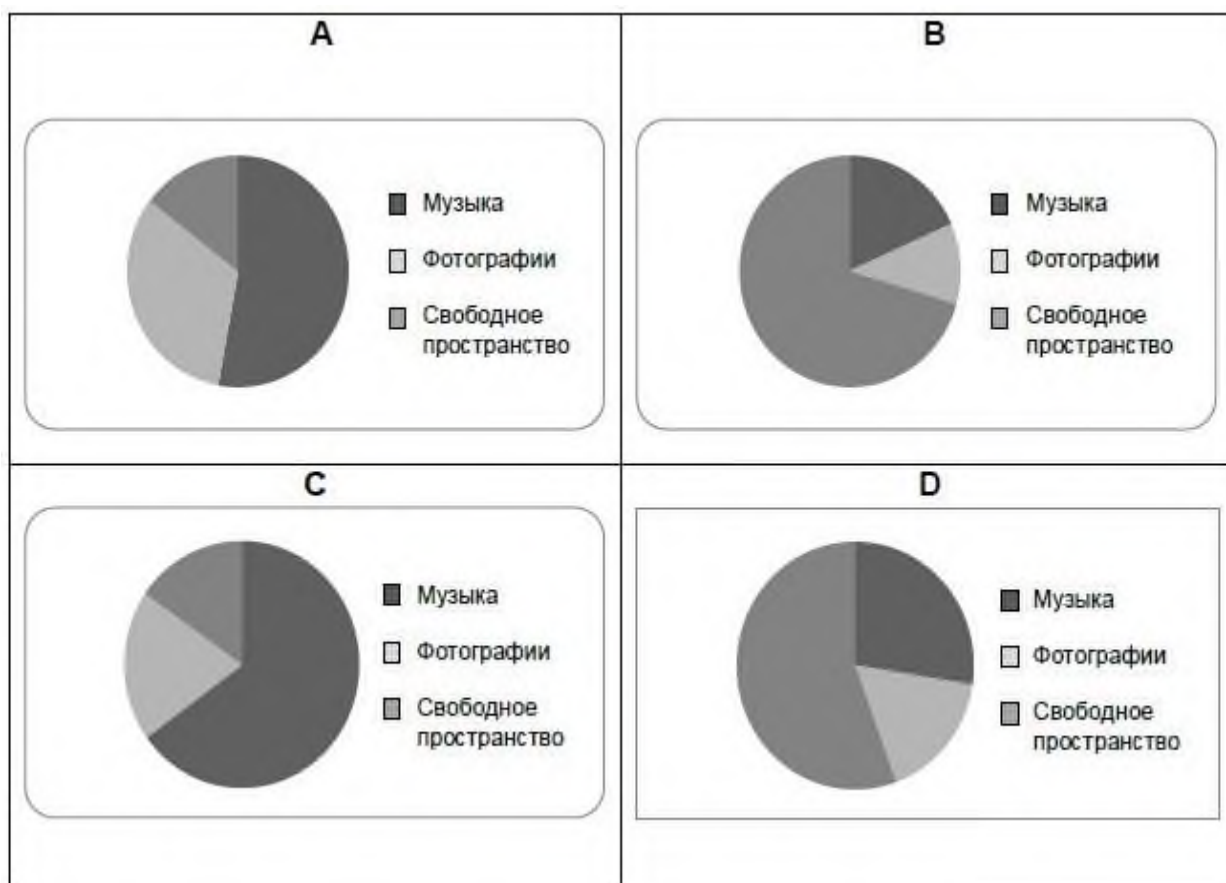 A
Музыка
Фотографии
Свободное
пространство
B
Музыка
Фотографии
Свободное
пространство
C
Музыка
Фотографии
Свободное
пространство
D
Музыка
Фотографии
Свободное
пространство